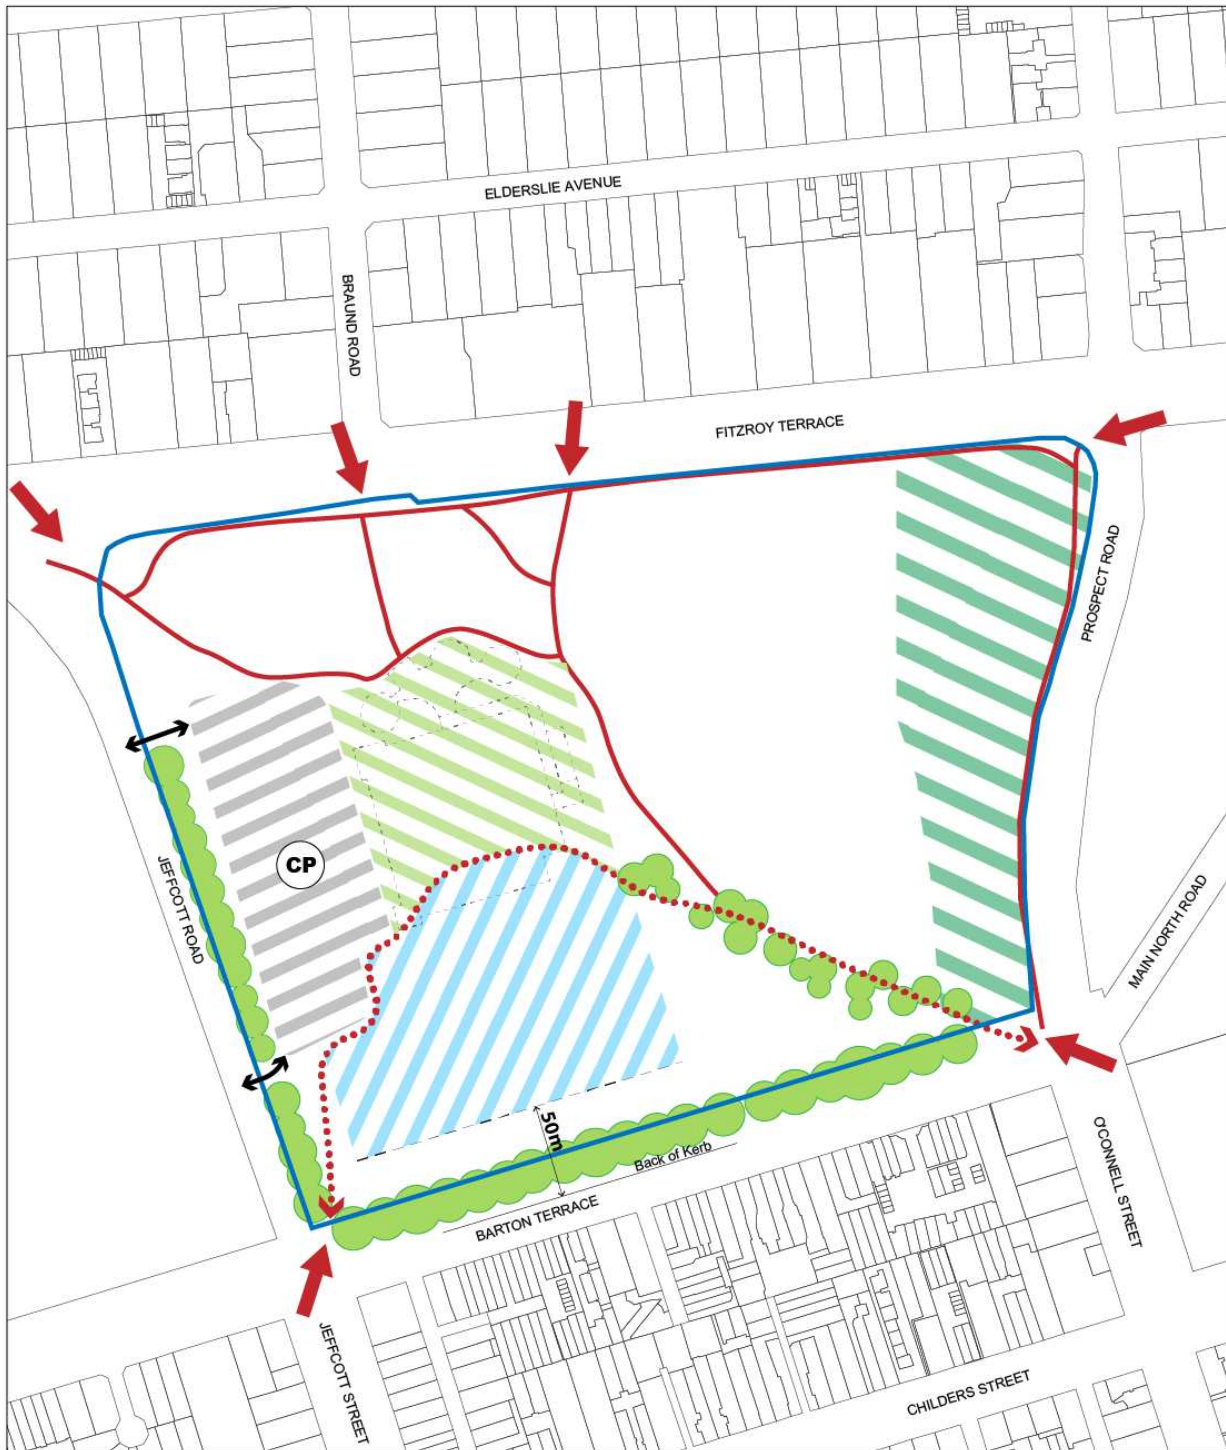 ELDERSLIE AVENUE
BRAUND ROAD
FITZROY TERRACE
PROSPECT ROAD
CP
JEFFCOTT ROAD
MAIN NORTH ROAD
50m
Back of Kerb
BARTON TERRACE
O'CONNELL STREET
JEFFCOTT STREET
CHILDERS STREET